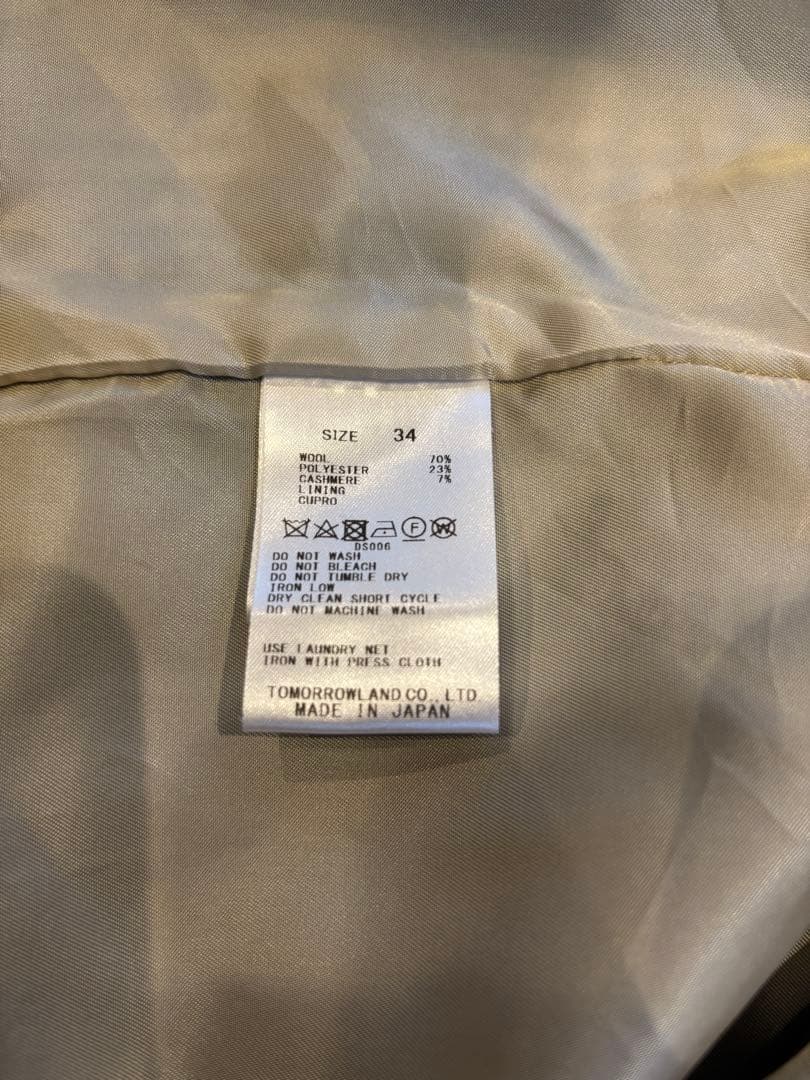 SIZE 34
WOOL 70%
POLYESTER 23%
CASHMERE 7%
LINING
CUPRO
F W
DS006
DO NOT WASH
DO NOT BLEACH
DO NOT TUMBLE DRY
IRON LOW
DRY CLEAN SHORT CYCLE
DO NOT MACHINE WASH
USE LAUNDRY NET
IRON WITH PRESS CLOTH
TOMORROWLAND CO., LTD
MADE IN JAPAN